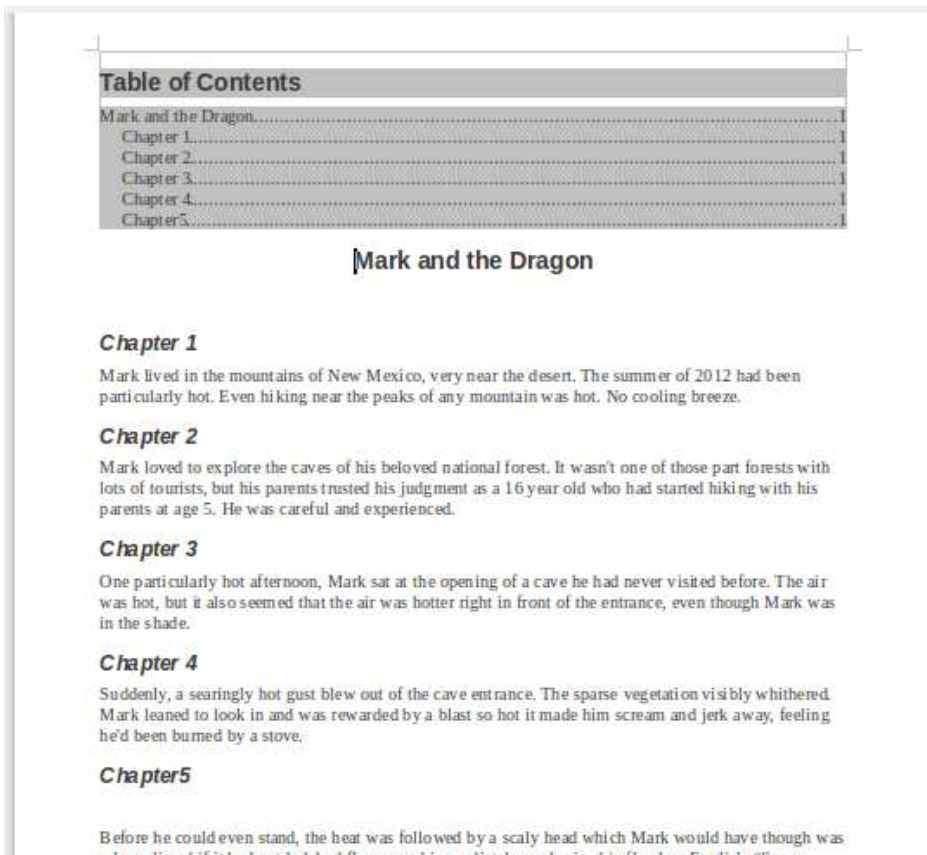 Table of Contents
Mark and the Dragon.....1
Chapter 1.....1
Chapter 2.....1
Chapter 3.....1
Chapter 4.....1
Chapter5.....1
Mark and the Dragon
Chapter 1
Mark lived in the mountains of New Mexico, very near the desert. The summer of 2012 had been
particularly hot. Even hiking near the peaks of any mountain was hot. No cooling breeze.
Chapter 2
Mark loved to explore the caves of his beloved national forest. It wasn't one of those part forests with
lots of tourists, but his parents trusted his judgment as a 16 year old who had started hiking with his
parents at age 5. He was careful and experienced.
Chapter 3
One particularly hot afternoon, Mark sat at the opening of a cave he had never visited before. The air
was hot, but it also seemed that the air was hotter right in front of the entrance, even though Mark was
in the shade.
Chapter 4
Suddenly, a searingly hot gust blew out of the cave entrance. The sparse vegetation visibly whithered.
Mark leaned to look in and was rewarded by a blast so hot it made him scream and jerk away, feeling
he'd been burned by a stove.
Chapter5
Before he could even stand, the heat was followed by a scaly head which Mark would have though was